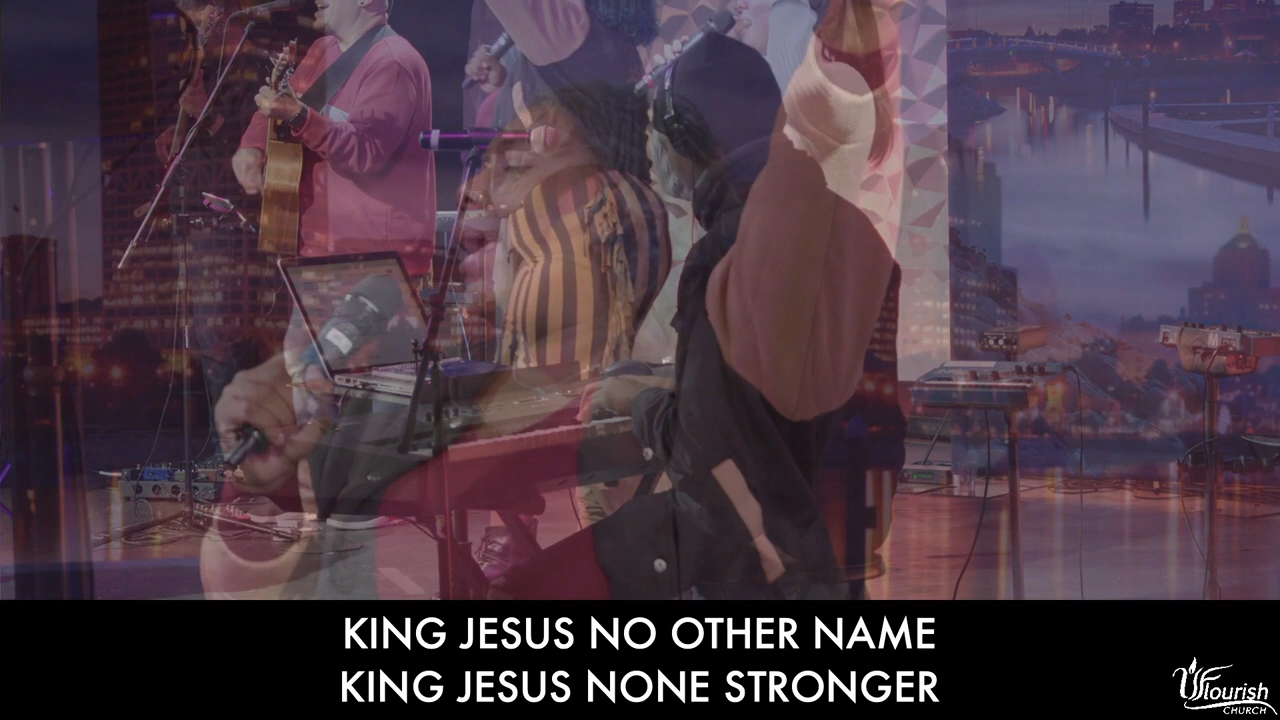 KING JESUS NO OTHER NAME
KING JESUS NONE STRONGER
Flourish
CHURCH